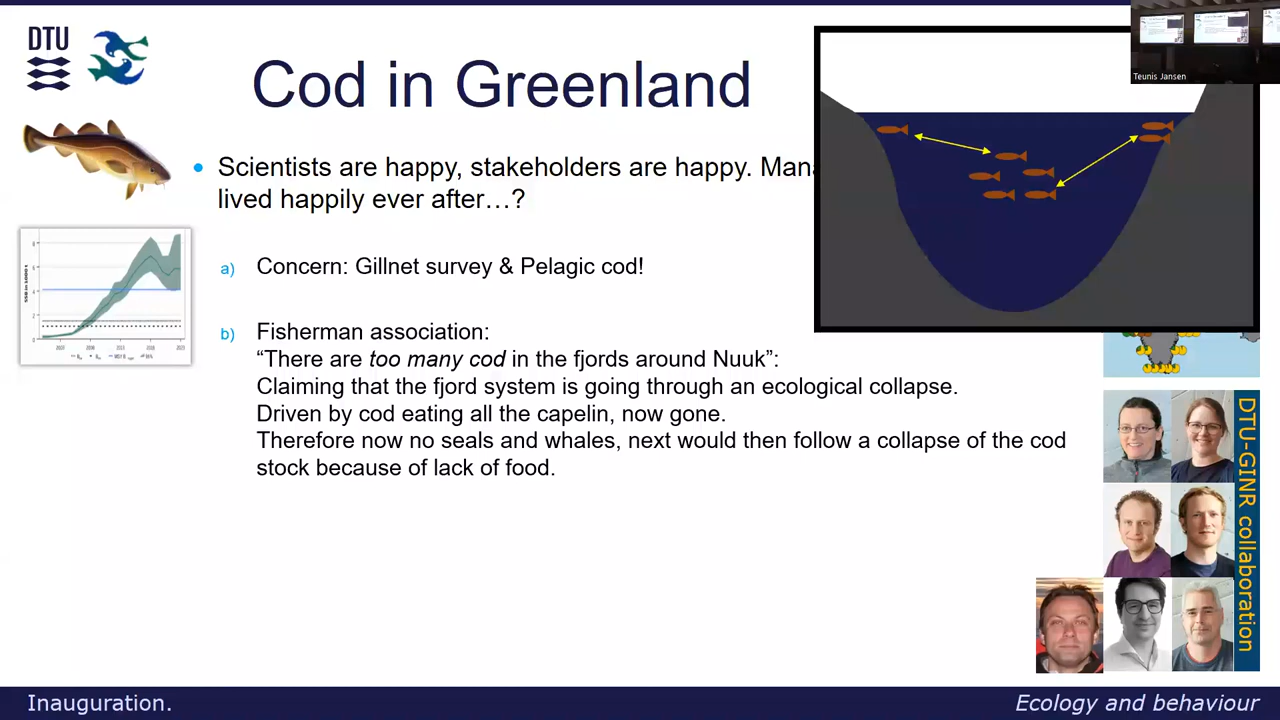 DTU
Cod in Greenland
Teunis Jansen
• Scientists are happy, stakeholders are happy. Man
lived happily ever after…?
a) Concern: Gillnet survey & Pelagic cod!
b) Fisherman association:
“There are too many cod in the fjords around Nuuk”:
Claiming that the fjord system is going through an ecological collapse.
Driven by cod eating all the capelin, now gone.
Therefore now no seals and whales, next would then follow a collapse of the cod
stock because of lack of food.
DTU-GINR collaboration
Inauguration.
Ecology and behaviour